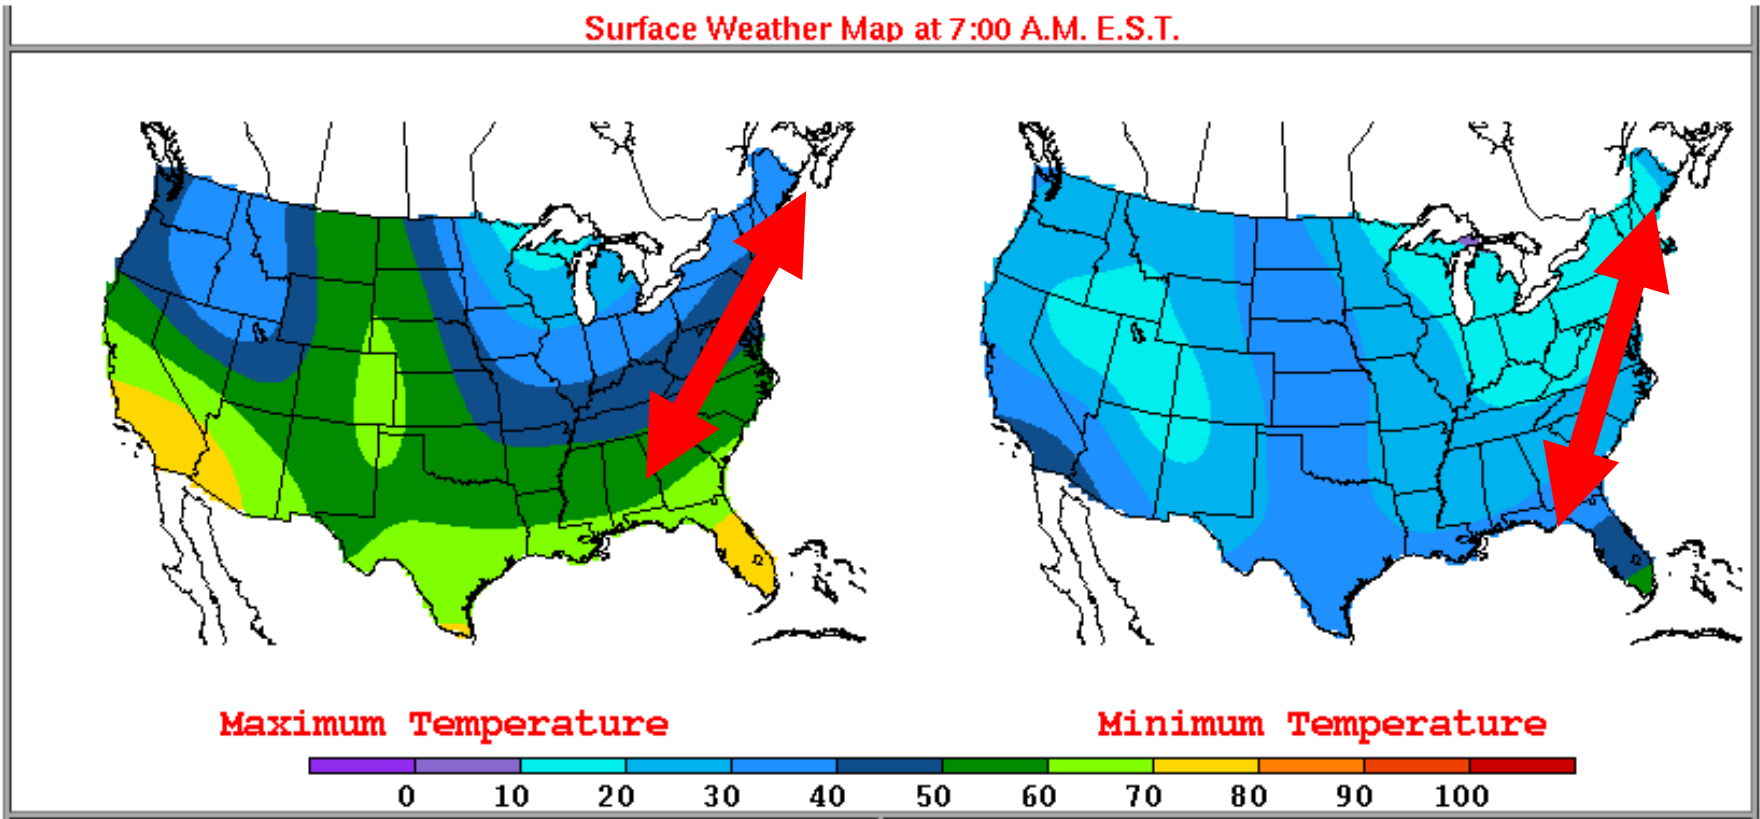 Surface Weather Map at 7:00 A.M. E.S.T.
Maximum Temperature
Minimum Temperature
0 10 20 30 40 50 60 70 80 90 100